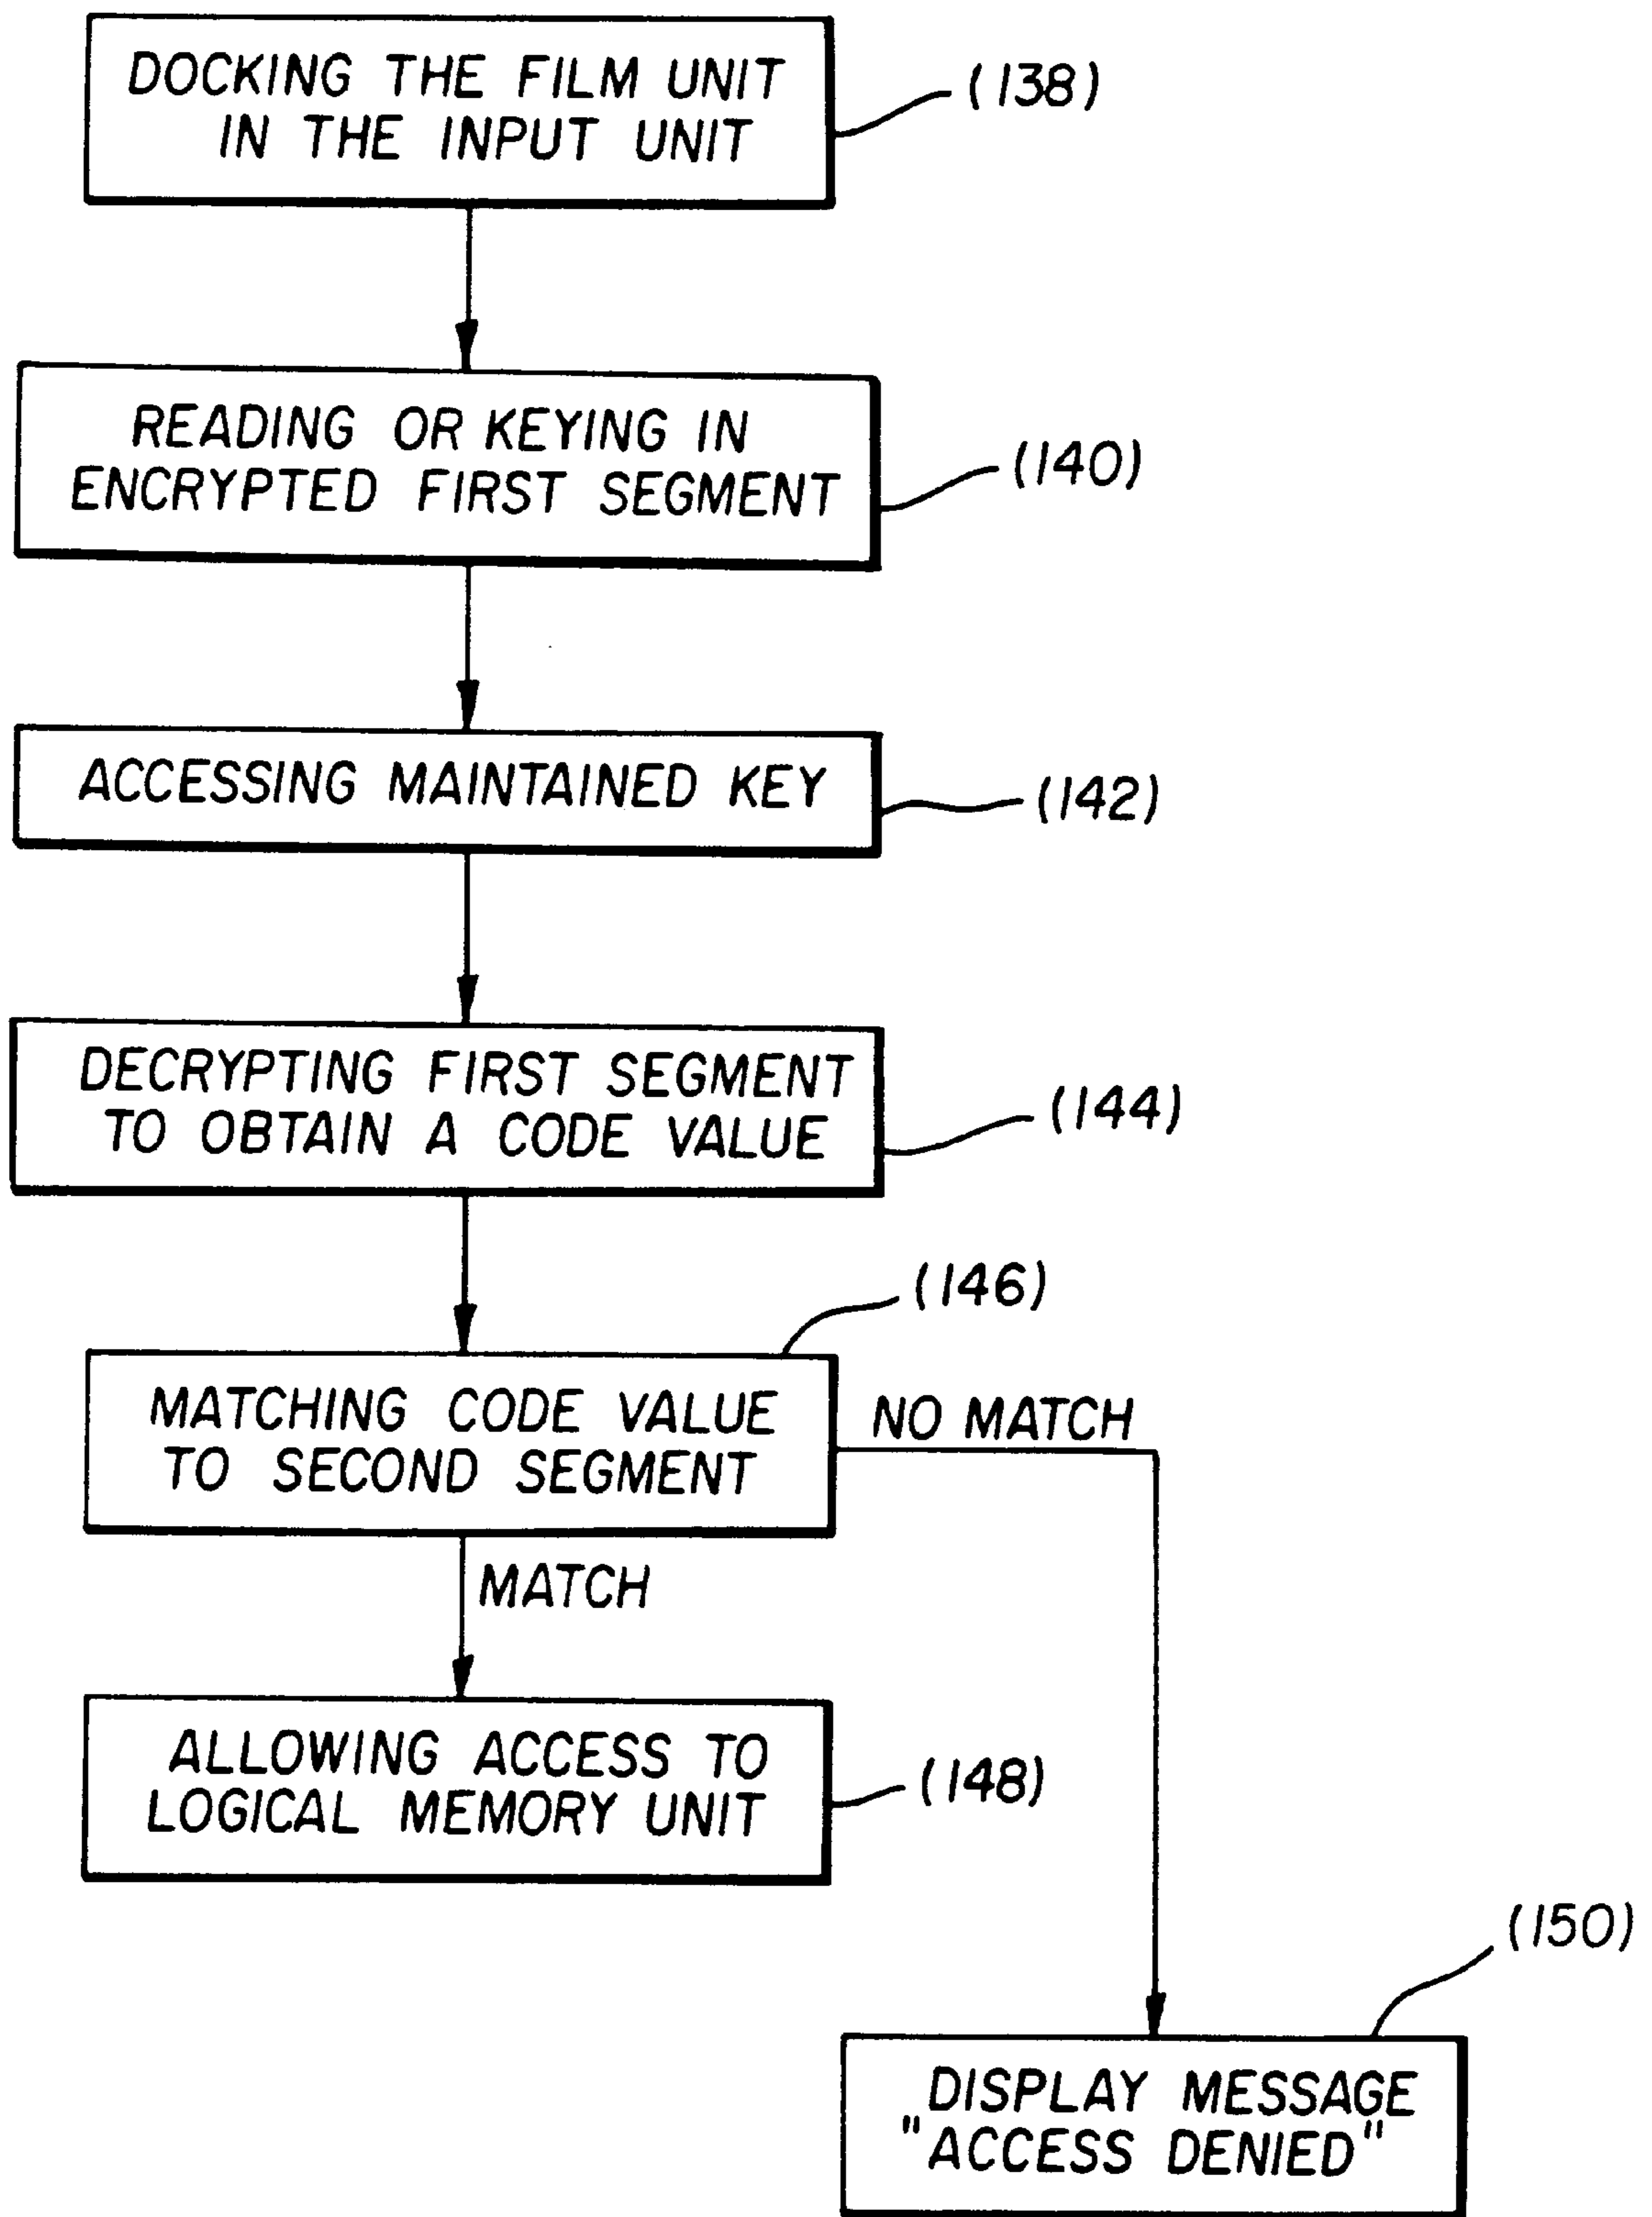 DOCKING THE FILM UNIT
IN THE INPUT UNIT
(138)
READING OR KEYING IN
ENCRYPTED FIRST SEGMENT
(140)
ACCESSING MAINTAINED KEY
(142)
DECRYPTING FIRST SEGMENT
TO OBTAIN A CODE VALUE
(144)
(146)
MATCHING CODE VALUE
TO SECOND SEGMENT
NO MATCH
MATCH
ALLOWING ACCESS TO
LOGICAL MEMORY UNIT
(148)
(150)
DISPLAY MESSAGE
"ACCESS DENIED"